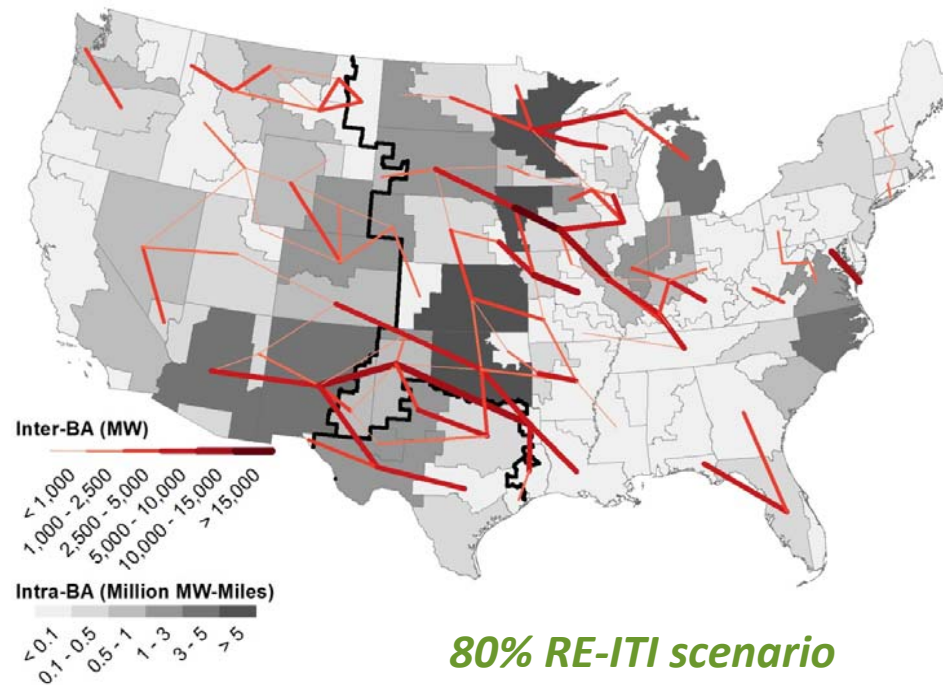 Inter-BA (MW)
< 1,000
1,000 - 2,500
2,500 - 5,000
5,000 - 10,000
10,000 - 15,000
> 15,000
Intra-BA (Million MW-Miles)
< 0.1
0.1 - 0.5
0.5 - 1
1 - 3
3 - 5
> 5
80% RE-ITI scenario